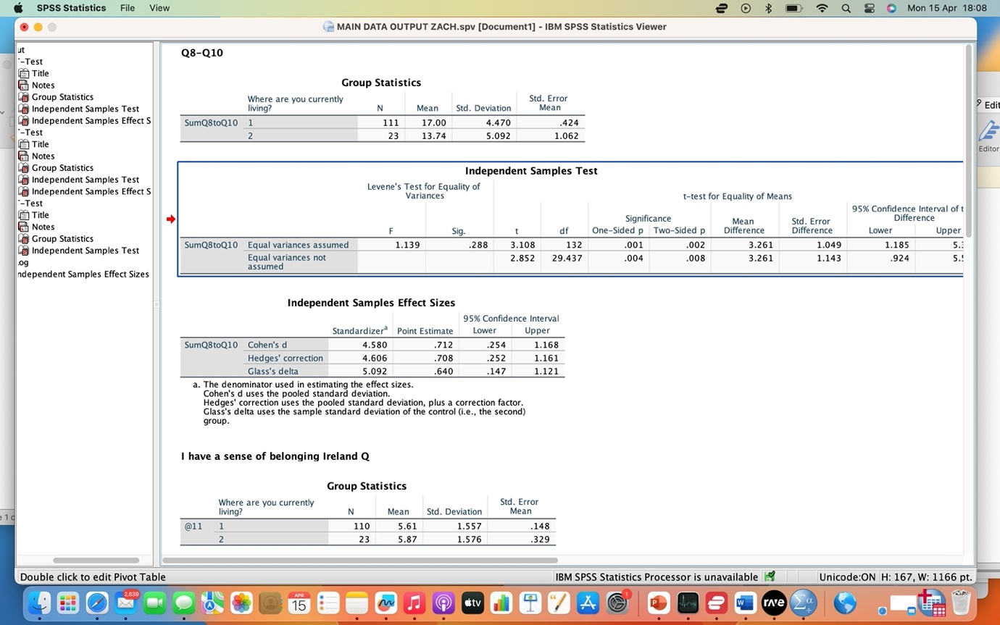 SPSS Statistics File View Mon 15 Apr 18:08
MAIN DATA OUTPUT ZACH.spv [Document1] - IBM SPSS Statistics Viewer
ut
-Test
Title
Notes
Group Statistics
Independent Samples Test
Independent Samples Effect S
-Test
Title
Notes
Group Statistics
Independent Samples Test
Independent Samples Effect S
-Test
Title
Notes
Group Statistics
Independent Samples Test
.og
ndependent Samples Effect Sizes
Q8-Q10
Group Statistics
Where are you currently
living? N Mean Std. Deviation Std. Error
Mean
SumQ8toQ10 1 111 17.00 4.470 .424
2 23 13.74 5.092 1.062
Independent Samples Test
Levene's Test for Equality of
Variances
t-test for Equality of Means
F Sig. t df
Significance
One-Sided p Two-Sided p
Mean
Difference
Std. Error
Difference
95% Confidence Interval of t
Difference
Lower Upper
SumQ8toQ10 Equal variances assumed 1.139 .288 3.108 132 .001 .002 3.261 1.049 1.185 5.3
Equal variances not
assumed 2.852 29.437 .004 .008 3.261 1.143 .924 5.5
Independent Samples Effect Sizes
Standardizerᵃ Point Estimate
95% Confidence Interval
Lower Upper
SumQ8toQ10 Cohen's d 4.580 .712 .254 1.168
Hedges' correction 4.606 .708 .252 1.161
Glass's delta 5.092 .640 .147 1.121
a. The denominator used in estimating the effect sizes.
Cohen's d uses the pooled standard deviation.
Hedges' correction uses the pooled standard deviation, plus a correction factor.
Glass's delta uses the sample standard deviation of the control (i.e., the second)
group.
I have a sense of belonging Ireland Q
Group Statistics
Where are you currently
living? N Mean Std. Deviation Std. Error
Mean
@11 1 110 5.61 1.557 .148
2 23 5.87 1.576 .329
Edit
Editor
e 1 c
Double click to edit Pivot Table IBM SPSS Statistics Processor is unavailable Unicode:ON H: 167, W: 1166 pt.
2,839
APR
15
tv
1
P
W
rwe
Σα